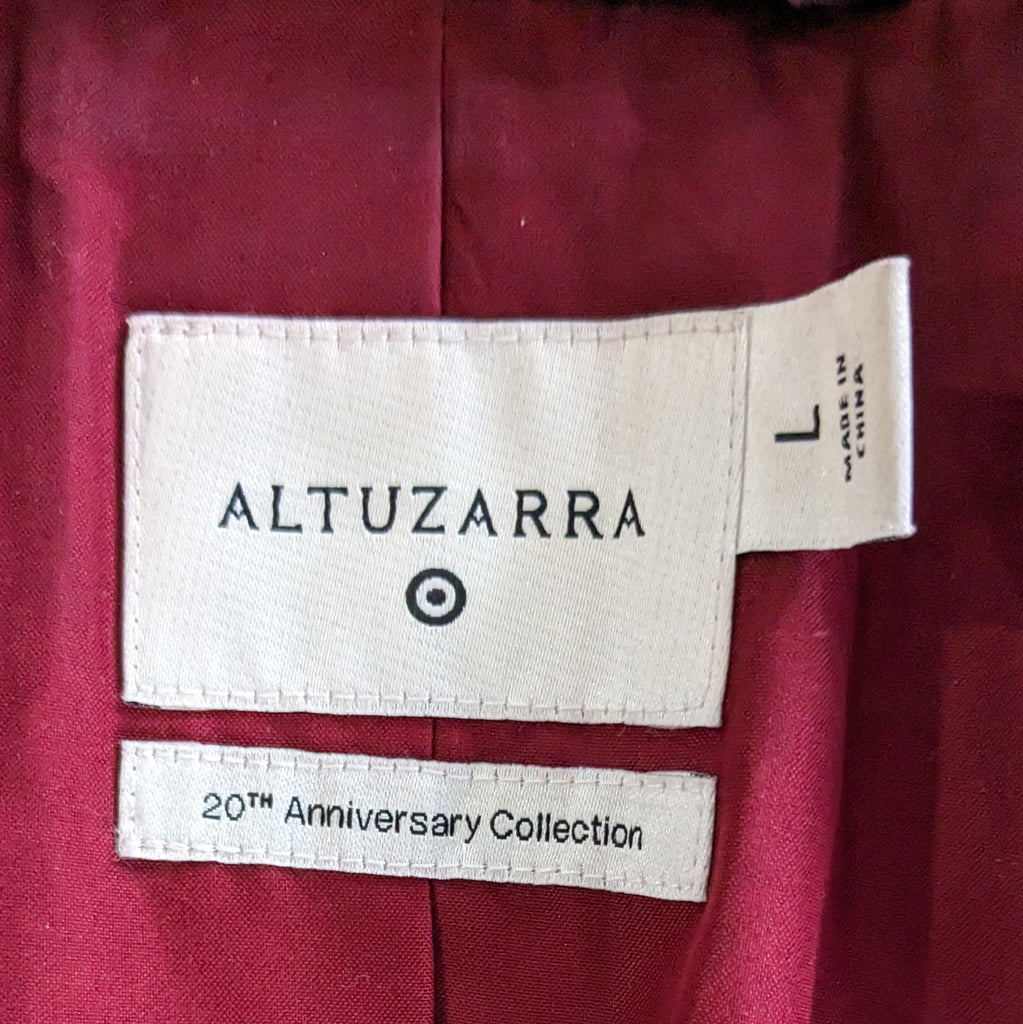 ALTUZARRA
L
MADE IN
CHINA
20TH Anniversary Collection